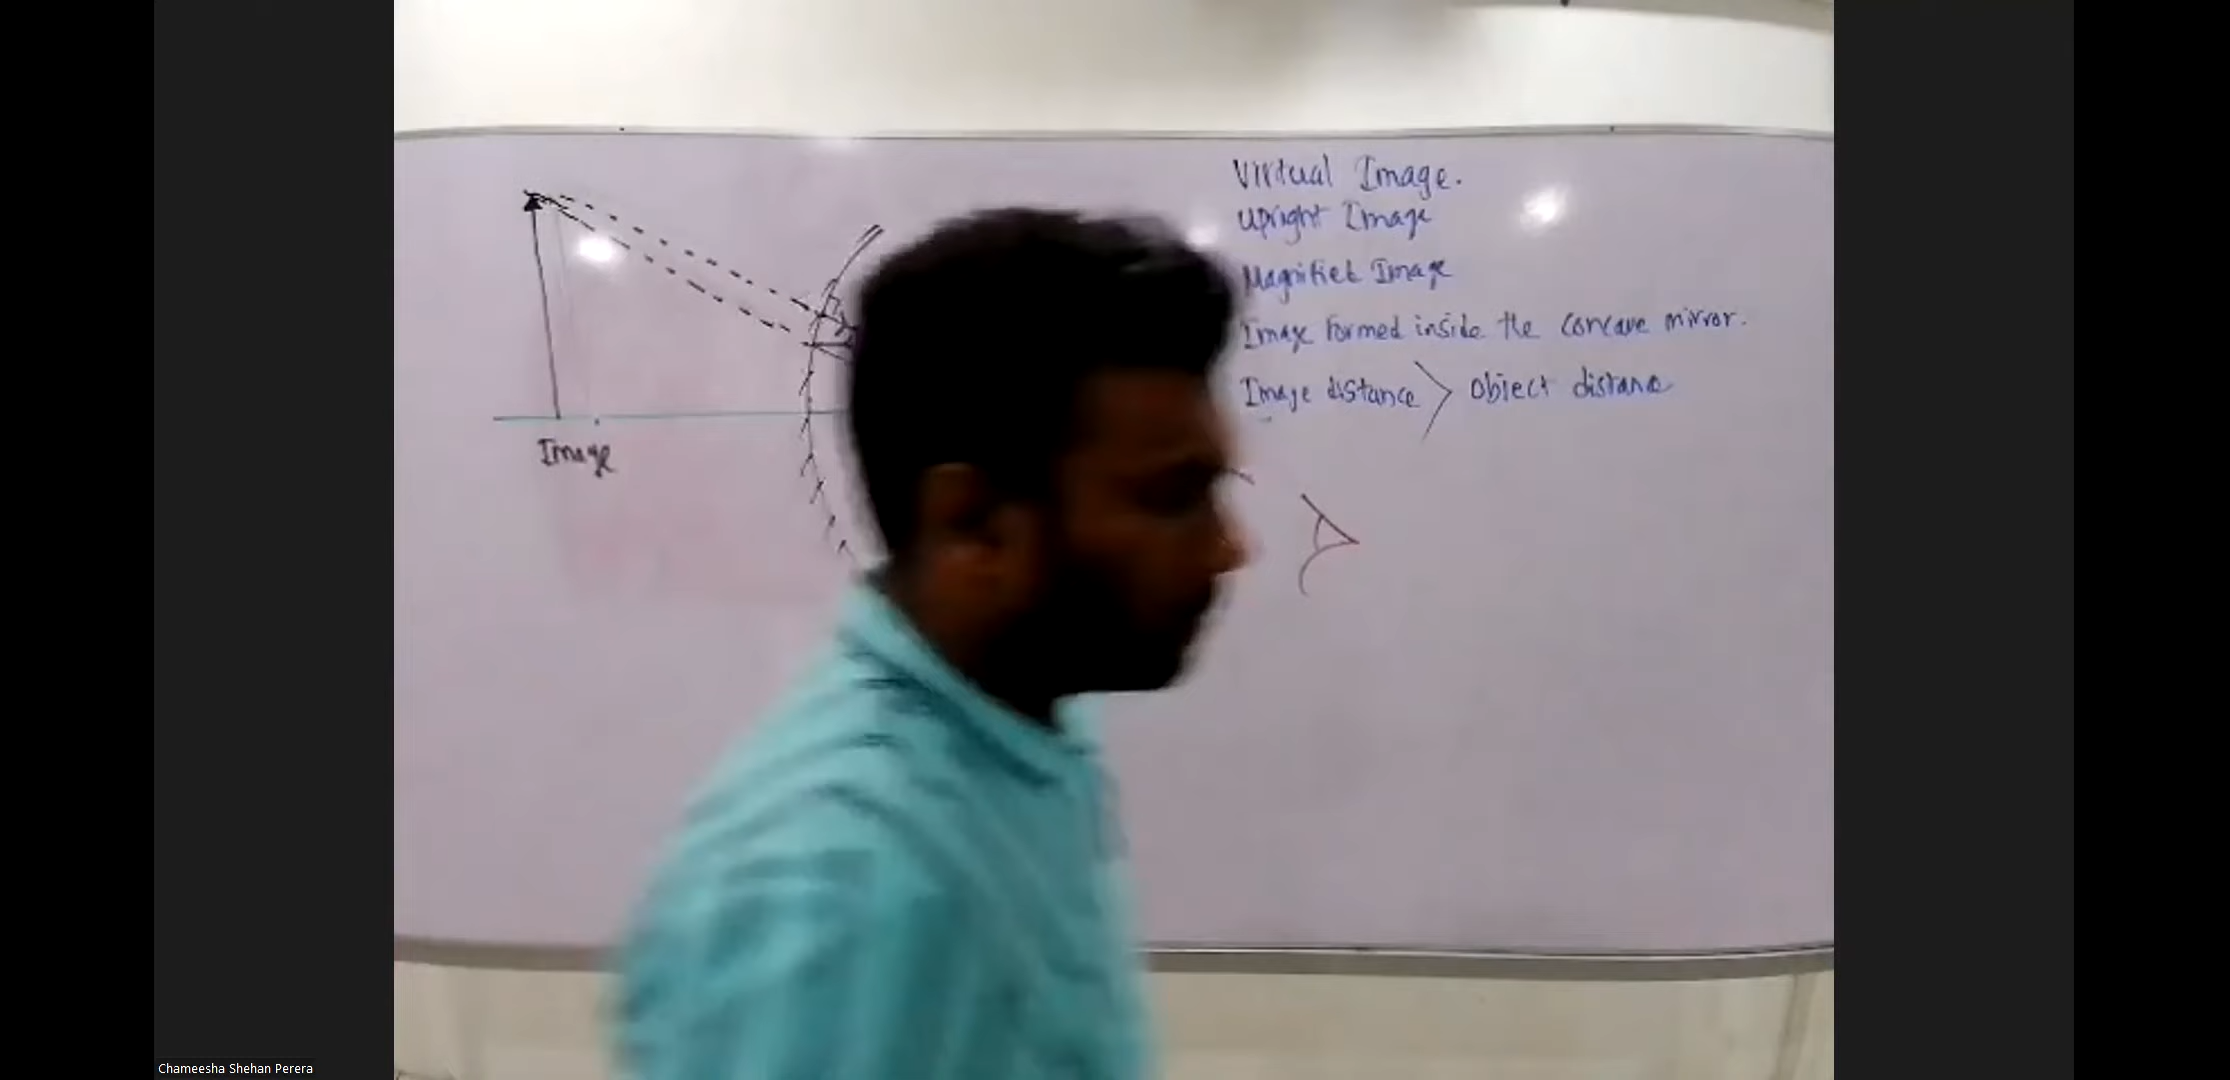 Virtual Image.
Upright Image
Magnified Image
Image formed inside the concave mirror.
Image distance > object distance
Image
Chameesha Shehan Perera